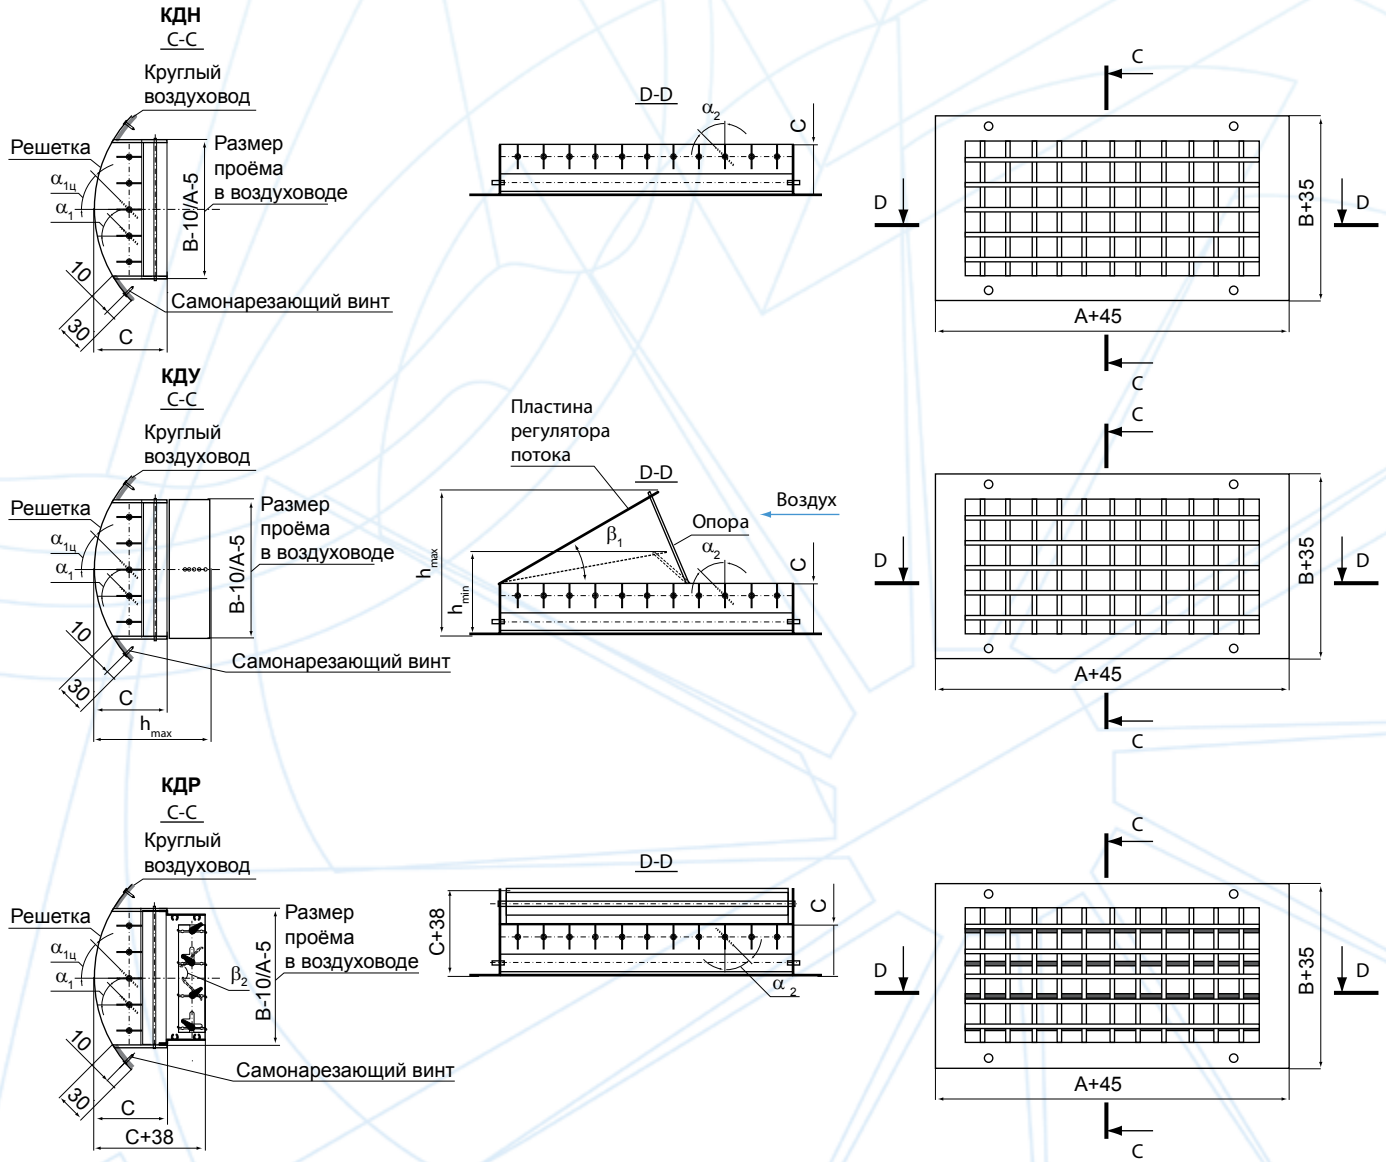 КДН
С-С
Круглый
воздуховод
Решетка
α1ц
α1
Размер
проёма
в воздуховоде
В-10/А-5
10
30
Самонарезающий винт
С
D-D
α2
С
С
D
D
В+35
А+45
С
КДУ
С-С
Круглый
воздуховод
Решетка
α1ц
α1
Размер
проёма
в воздуховоде
В-10/А-5
10
30
Самонарезающий винт
С
hmax
Пластина
регулятора
потока
D-D
Воздух
Опора
β1
α2
hmax
hmin
С
С
D
D
В+35
А+45
С
КДР
С-С
Круглый
воздуховод
Решетка
α1ц
α1
Размер
проёма
в воздуховоде
β2
В-10/А-5
10
30
Самонарезающий винт
С
С+38
D-D
С+38
С
α2
С
D
D
В+35
А+45
С